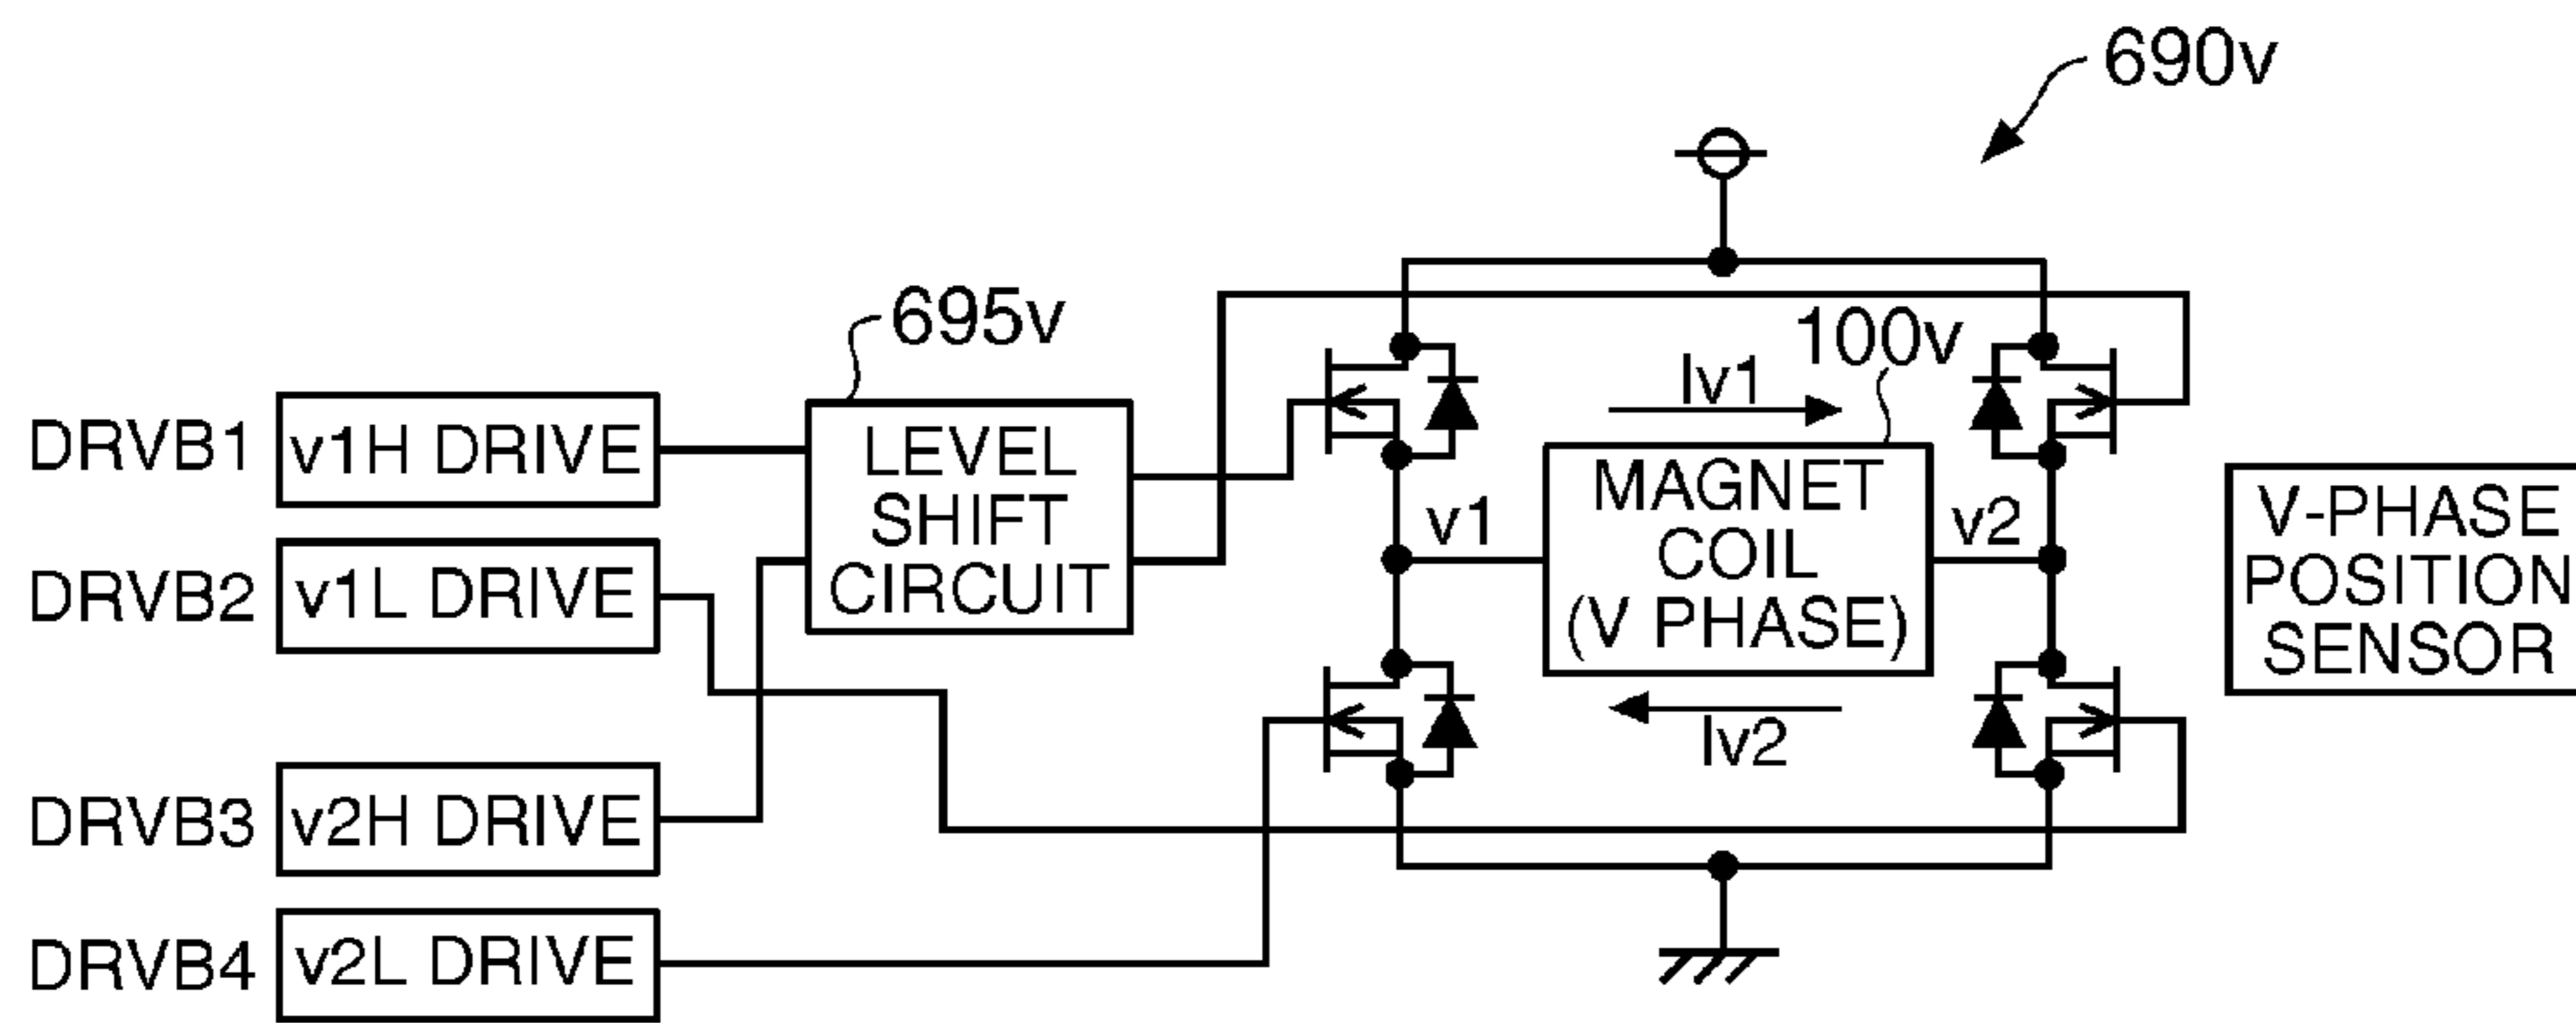 690v
695v
100v
DRVB1
v1H DRIVE
DRVB2
v1L DRIVE
DRVB3
v2H DRIVE
DRVB4
v2L DRIVE
LEVEL
SHIFT
CIRCUIT
Iv1
v1
MAGNET
COIL
(V PHASE)
v2
Iv2
V-PHASE
POSITION
SENSOR